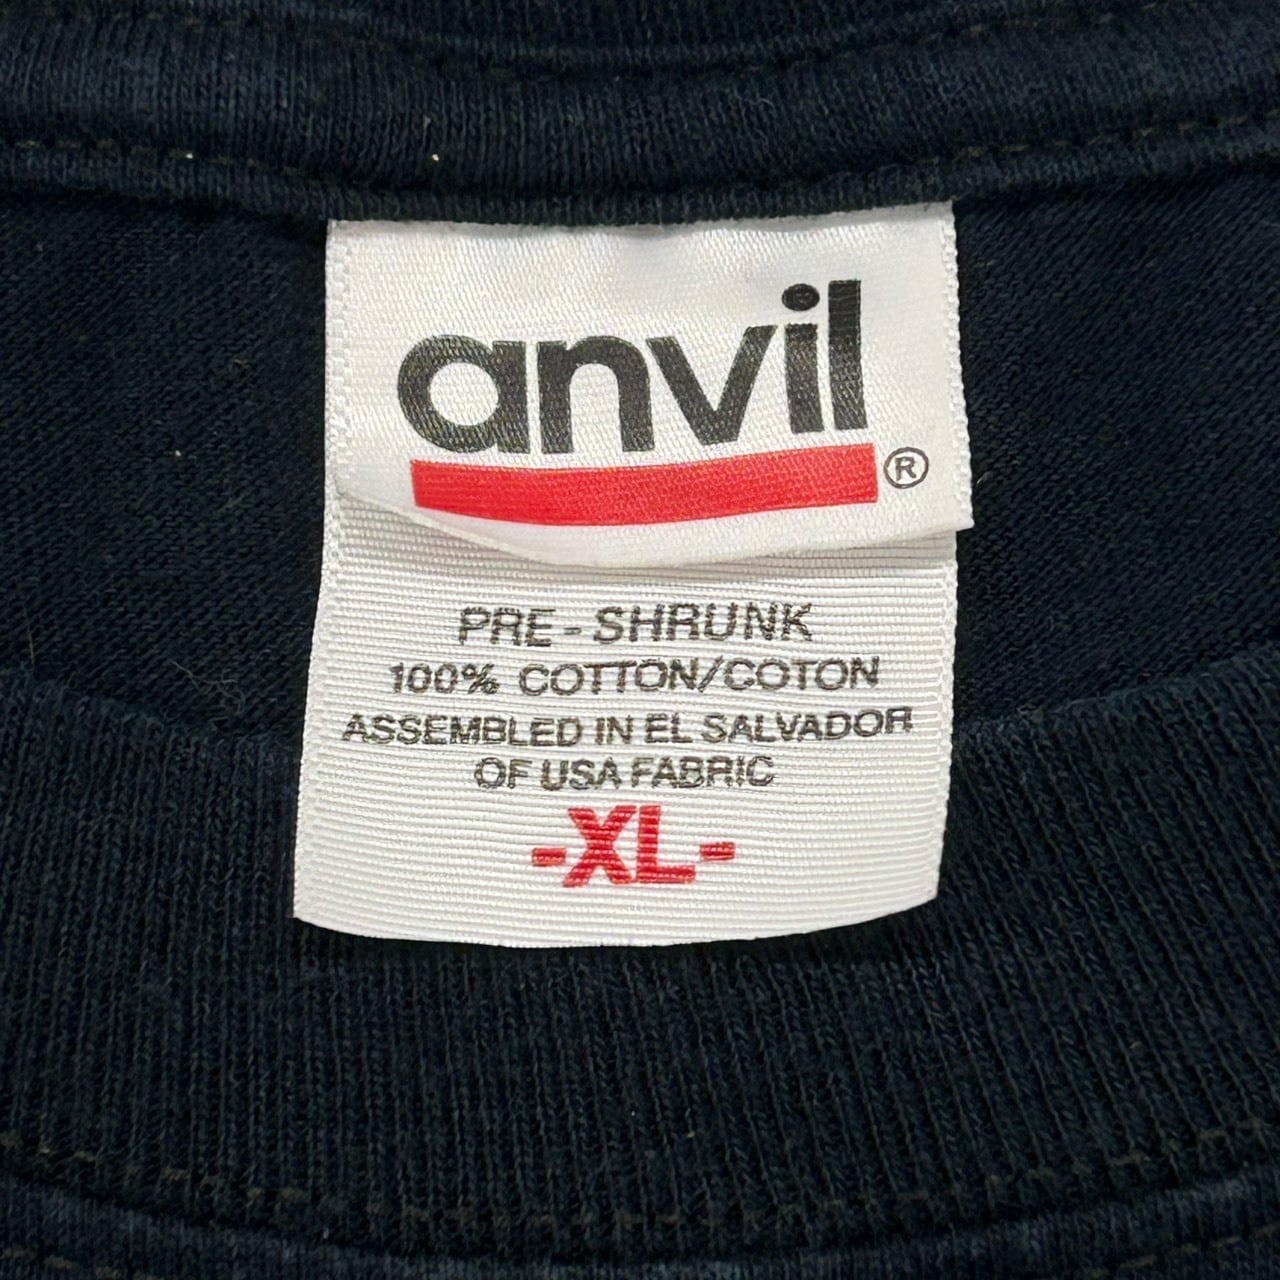 anvil ®
PRE-SHRUNK
100% COTTON/COTON
ASSEMBLED IN EL SALVADOR
OF USA FABRIC
-XL-